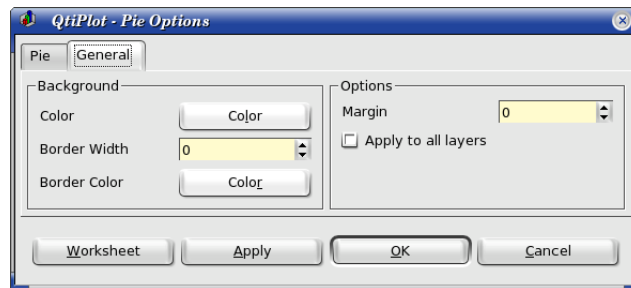 QtiPlot - Pie Options
Pie
General
Background
Color
Color
Border Width
0
Border Color
Color
Options
Margin
0
Apply to all layers
Worksheet
Apply
OK
Cancel